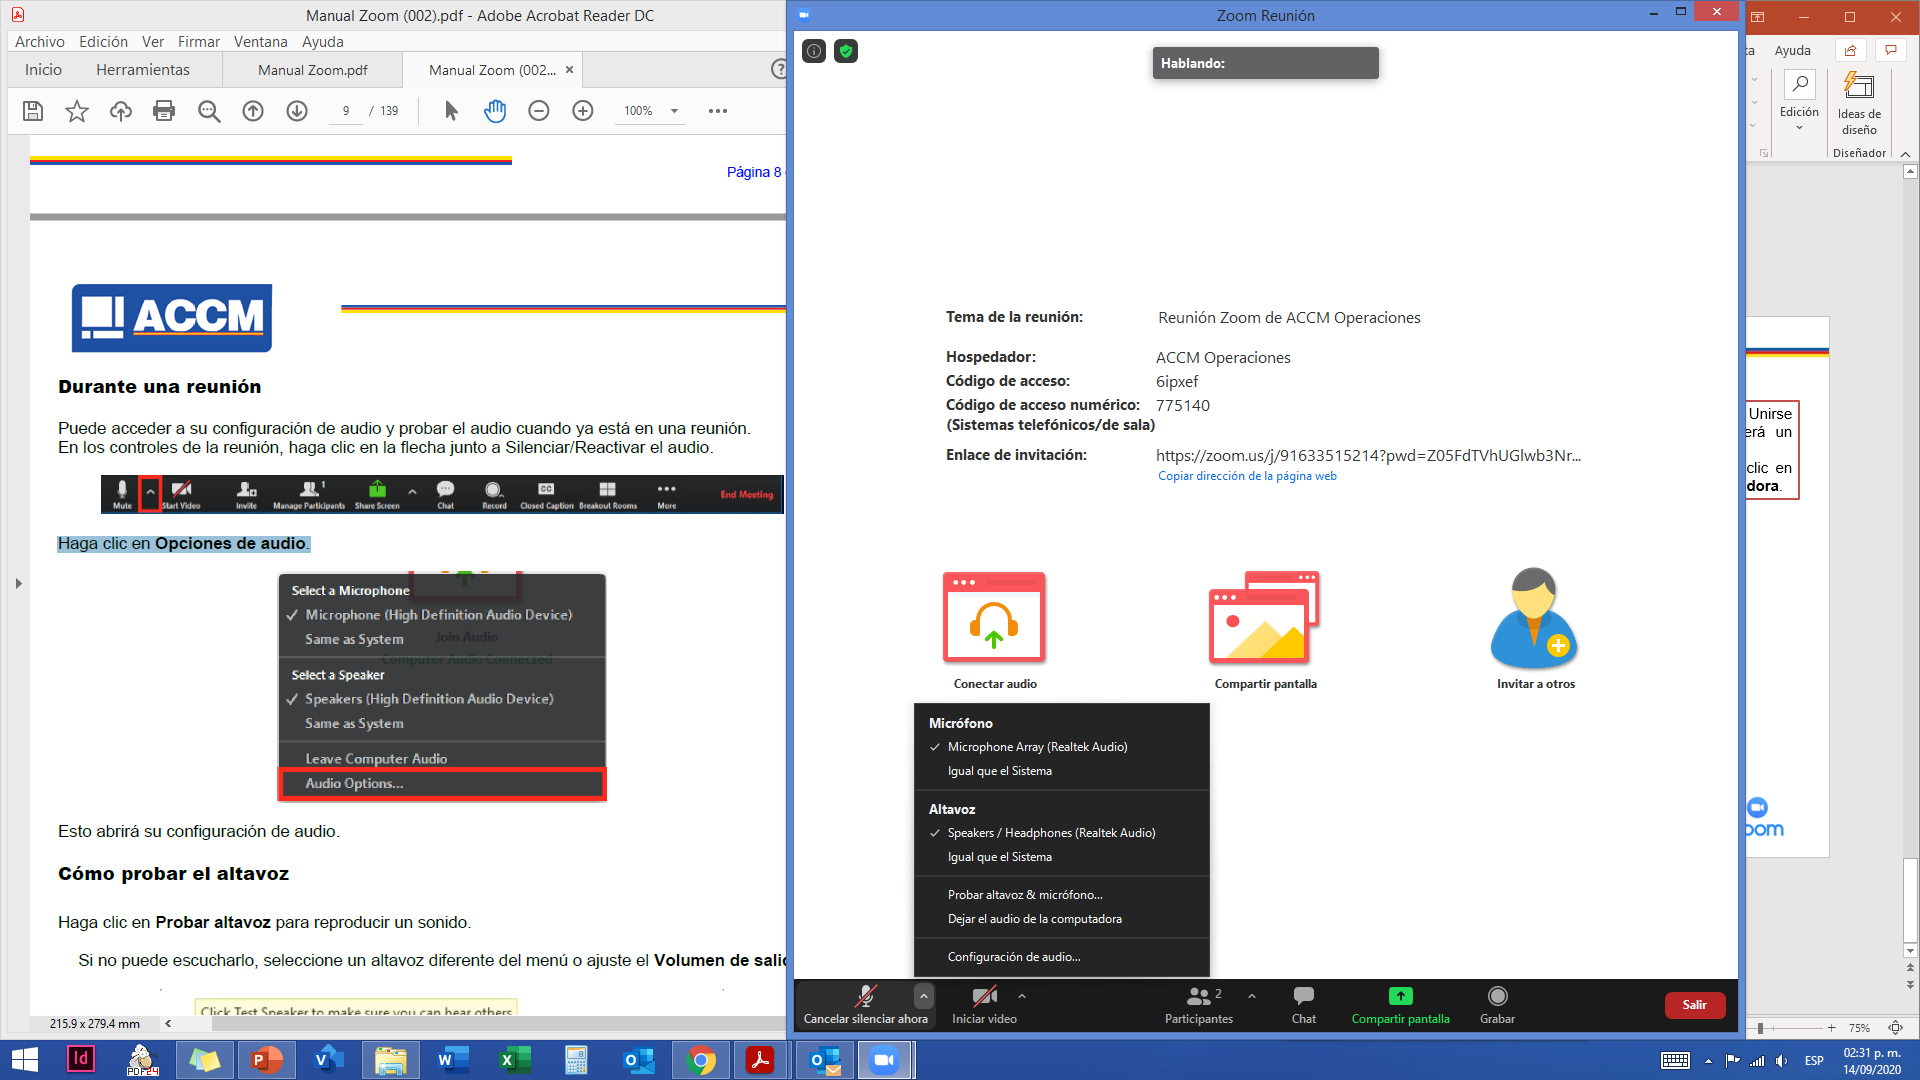 Manual Zoom (002).pdf - Adobe Acrobat Reader DC
Archivo Edición Ver Firmar Ventana Ayuda
Inicio Herramientas Manual Zoom.pdf Manual Zoom (002... ×
9 / 139 100%
Página 8
ACCM
Durante una reunión
Puede acceder a su configuración de audio y probar el audio cuando ya está en una reunión.
En los controles de la reunión, haga clic en la flecha junto a Silenciar/Reactivar el audio.
Mute Start Video Invite Manage Participants 1 Share Screen Chat Record Closed Caption Breakout Rooms More End Meeting
Haga clic en Opciones de audio.
Select a Microphone
Microphone (High Definition Audio Device)
Same as System
Join Audio
Computer Audio Connected
Select a Speaker
Speakers (High Definition Audio Device)
Same as System
Leave Computer Audio
Audio Options...
Esto abrirá su configuración de audio.
Cómo probar el altavoz
Haga clic en Probar altavoz para reproducir un sonido.
Si no puede escucharlo, seleccione un altavoz diferente del menú o ajuste el Volumen de salid
Click Test Speaker to make sure you can hear others
215.9 x 279.4 mm
Zoom Reunión
Hablando:
Tema de la reunión: Reunión Zoom de ACCM Operaciones
Hospedador: ACCM Operaciones
Código de acceso: 6ipxef
Código de acceso numérico: 775140
(Sistemas telefónicos/de sala)
Enlace de invitación: https://zoom.us/j/91633515214?pwd=Z05FdTVhUGlwb3Nr...
Copiar dirección de la página web
Conectar audio Compartir pantalla Invitar a otros
Micrófono
Microphone Array (Realtek Audio)
Igual que el Sistema
Altavoz
Speakers / Headphones (Realtek Audio)
Igual que el Sistema
Probar altavoz & micrófono...
Dejar el audio de la computadora
Configuración de audio...
Cancelar silenciar ahora Iniciar video Participantes 2 Chat Compartir pantalla Grabar Salir
ta Ayuda
Edición
Ideas de
diseño
Diseñador
Unirse
erá un
clic en
dora.
oom
75%
Id PDF24 P V W X O O
ESP
02:31 p. m.
14/09/2020